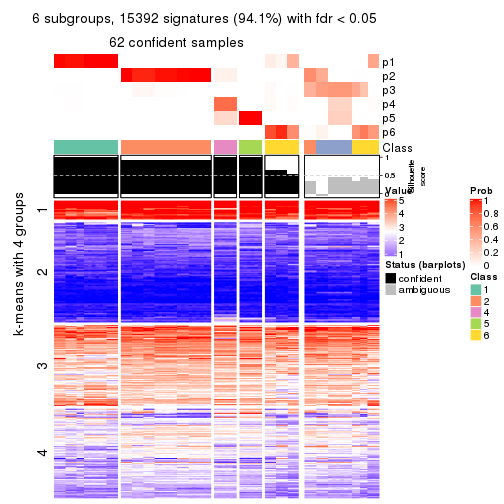 6 subgroups, 15392 signatures (94.1%) with fdr < 0.05
62 confident samples
p1
p2
p3
p4
p5
p6
Class
1
0.5
0
Silhouette
score
k-means with 4 groups
1
2
3
4
Value
5
4
3
2
1
Status (barplots)
confident
ambiguous
Prob
1
0.8
0.6
0.4
0.2
0
Class
1
2
3
4
5
6